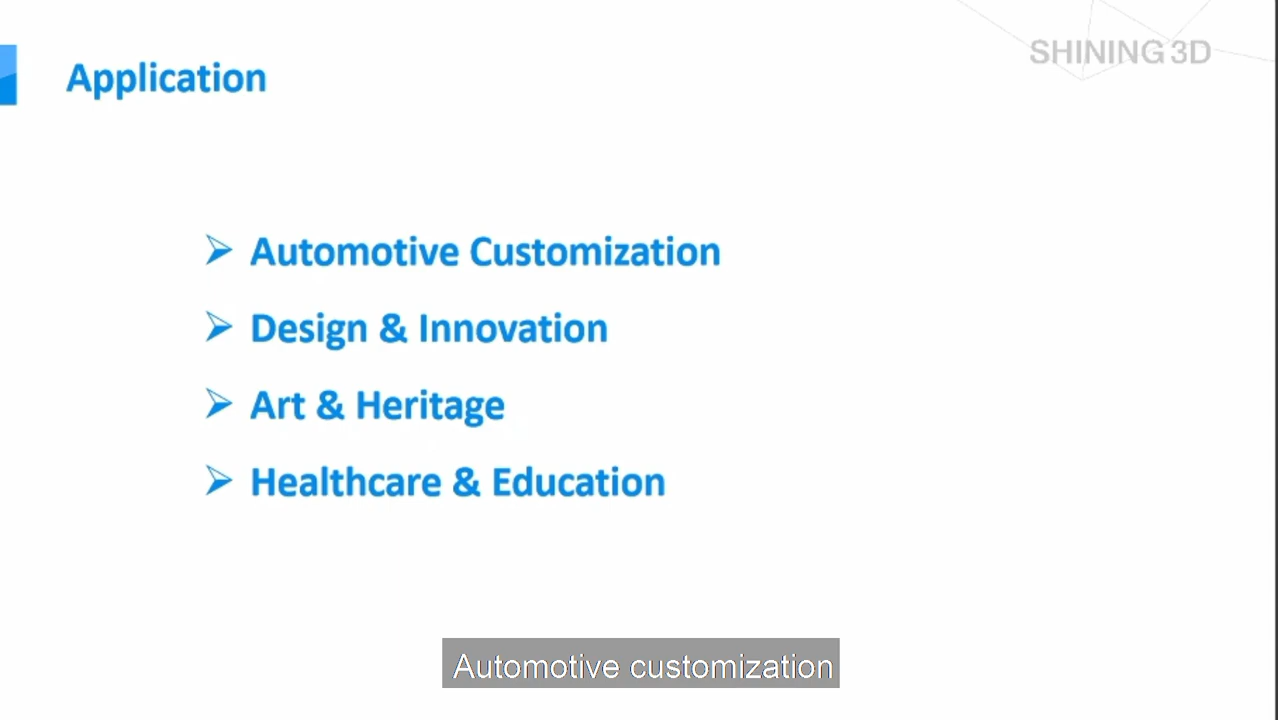 SHINING 3D
Application
Automotive Customization
Design & Innovation
Art & Heritage
Healthcare & Education
Automotive customization